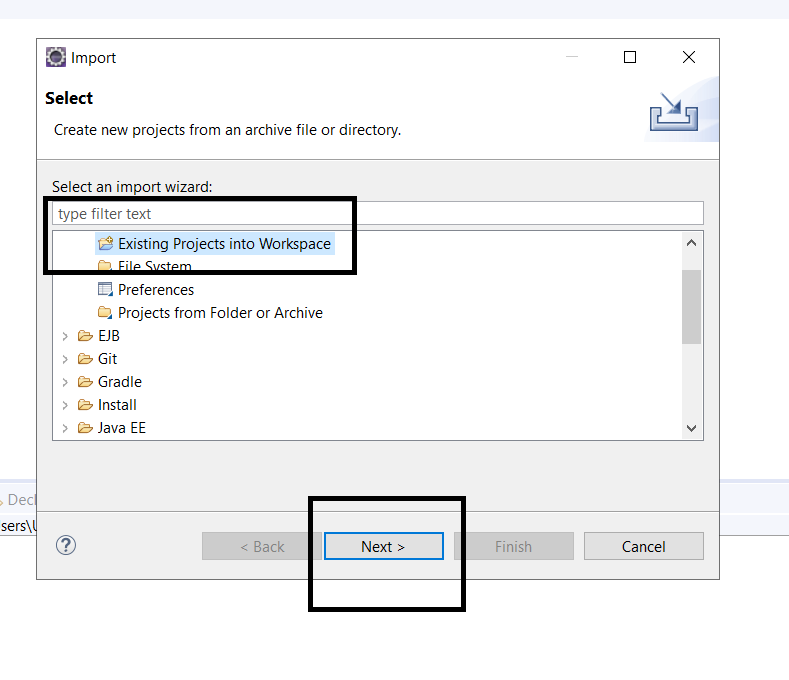 Import
Select
Create new projects from an archive file or directory.
Select an import wizard:
type filter text
Existing Projects into Workspace
File System
Preferences
Projects from Folder or Archive
EJB
Git
Gradle
Install
Java EE
< Back
Next >
Finish
Cancel